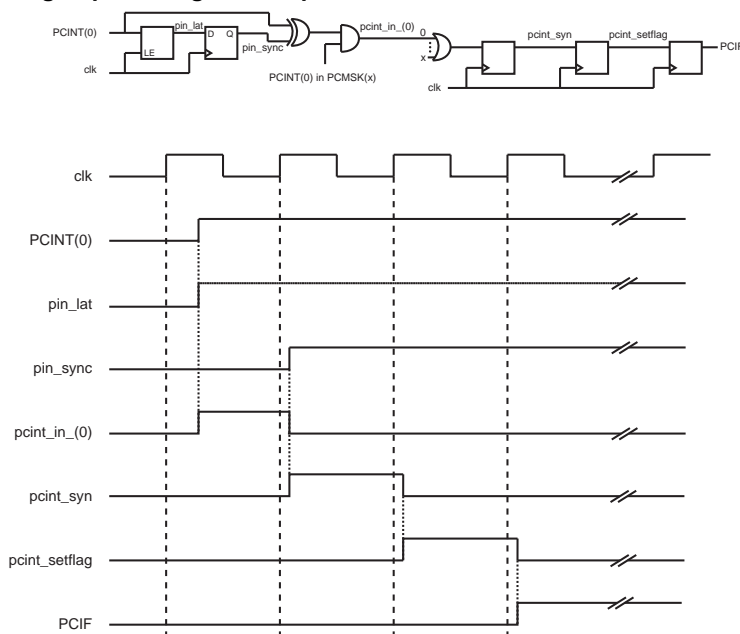 PCINT(0)
LE
clk
pin_lat
D Q
pin_sync
PCINT(0) in PCMSK(x)
pcint_in_(0)
0
x
clk
pcint_syn
pcint_setflag
clk
PCINT(0)
pin_lat
pin_sync
pcint_in_(0)
pcint_syn
pcint_setflag
PCIF